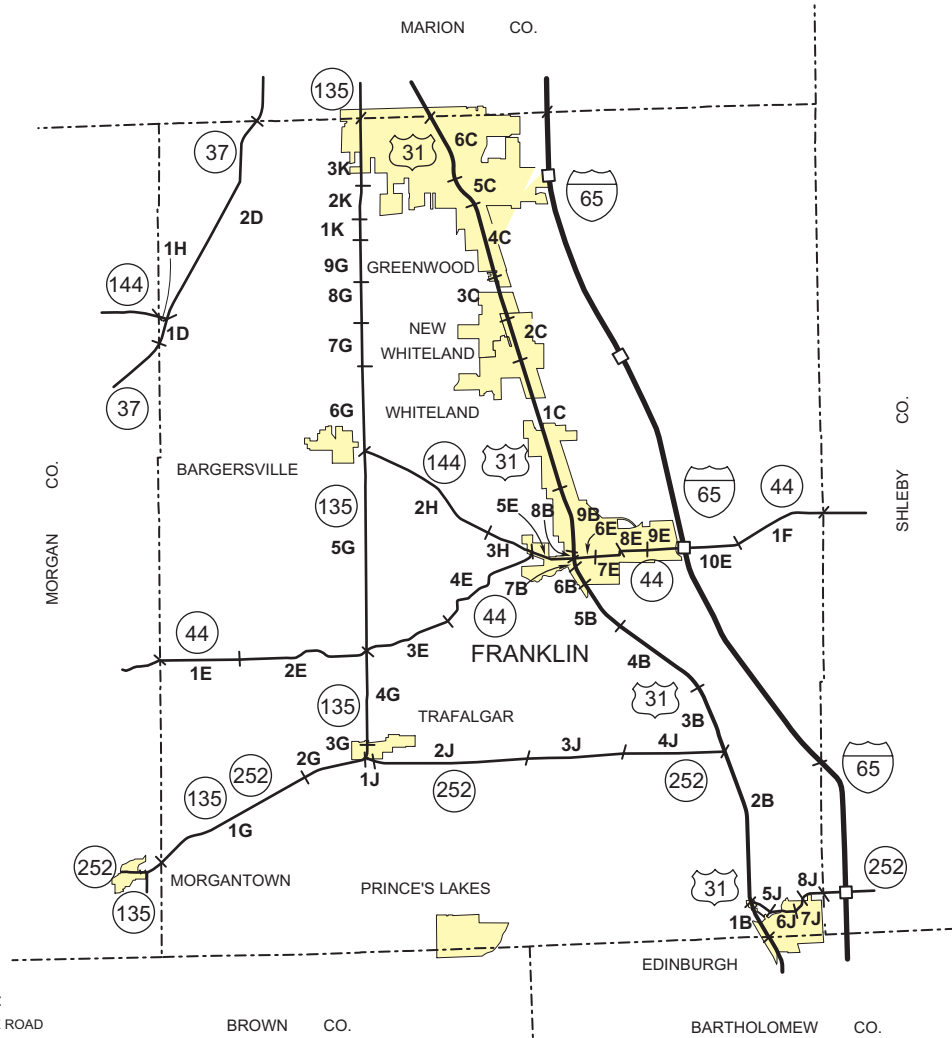 MARION CO.
135
6C
31
37
3K
5C
65
2K
2D
1K
4C
1H
9G
GREENWOOD
144
8G
3C
1D
NEW
2C
7G
WHITELAND
37
6G
WHITELAND
1C
SHLEBY CO.
144
31
BARGERSVILLE
65
44
MORGAN CO.
135
2H
5E
8B
9B
6E
8E
9E
1F
5G
3H
7E
10E
4E
7B
6B
44
44
5B
44
3E
FRANKLIN
1E
2E
4B
4G
31
135
TRAFALGAR
3B
3G
2J
3J
4J
2G
1J
252
65
252
252
135
2B
1G
252
252
MORGANTOWN
PRINCE'S LAKES
31
5J
8J
135
1B
6J
7J
EDINBURGH
ROAD
BROWN CO.
BARTHOLOMEW CO.